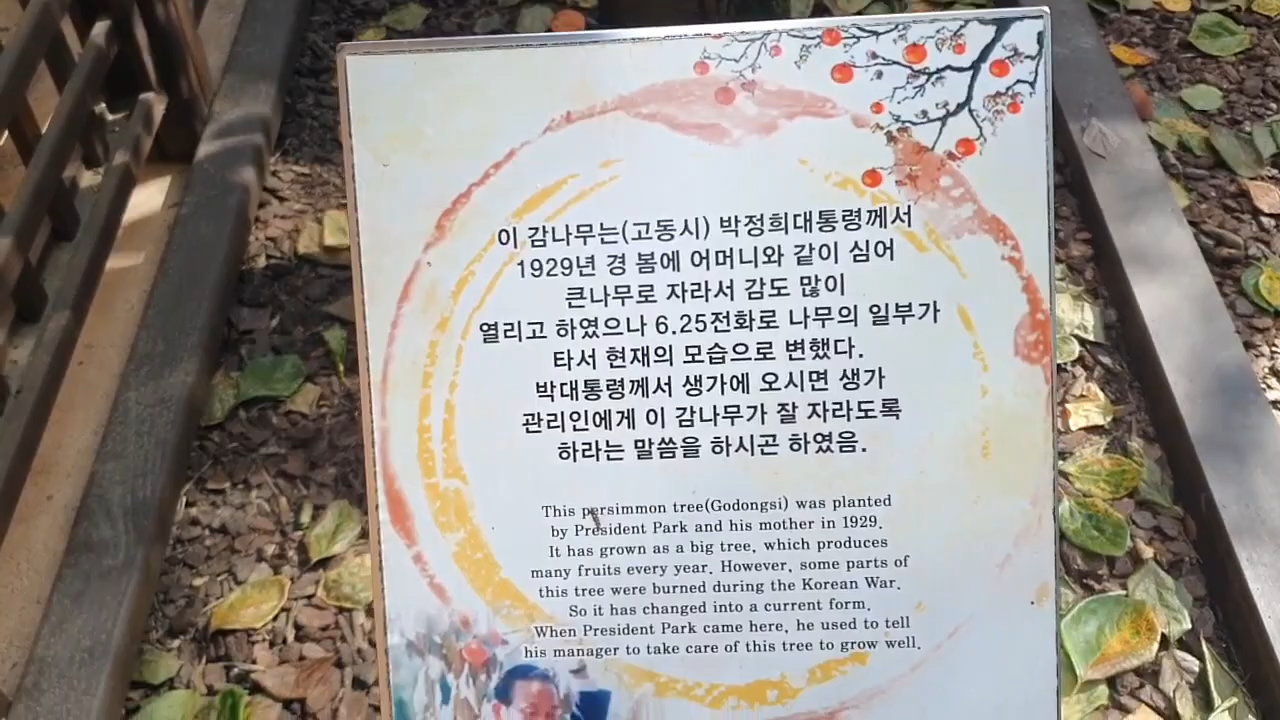 이 감나무는(고동시) 박정희대통령께서
1929년 경 봄에 어머니와 같이 심어
큰나무로 자라서 감도 많이
열리고 하였으나 6.25전화로 나무의 일부가
타서 현재의 모습으로 변했다.
박대통령께서 생가에 오시면 생가
관리인에게 이 감나무가 잘 자라도록
하라는 말씀을 하시곤 하였음.
This persimmon tree(Godongsi) was planted
by President Park and his mother in 1929.
It has grown as a big tree, which produces
many fruits every year. However, some parts of
this tree were burned during the Korean War.
So it has changed into a current form.
When President Park came here, he used to tell
his manager to take care of this tree to grow well.